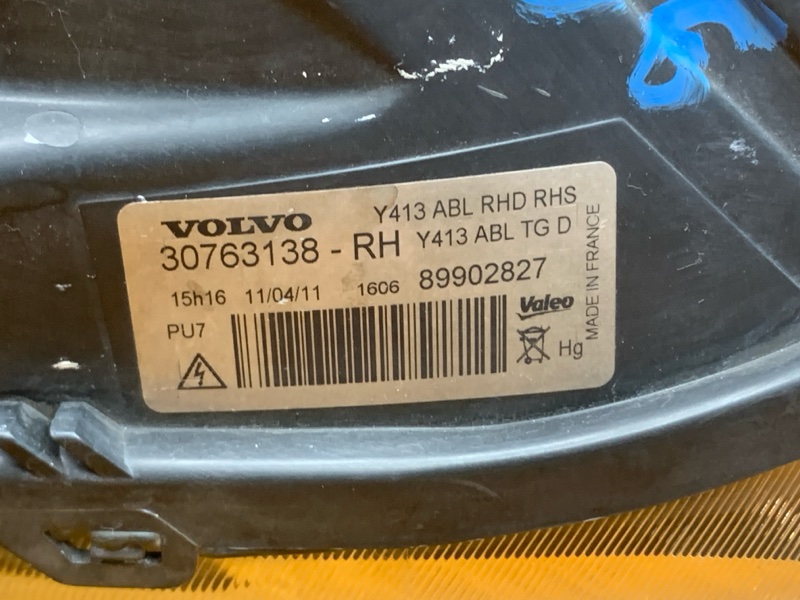 VOLVO Y413 ABL RHD RHS
30763138 - RH Y413 ABL TG D
15h16 11/04/11 1606 89902827
PU7
Valeo
Hg
MADE IN FRANCE